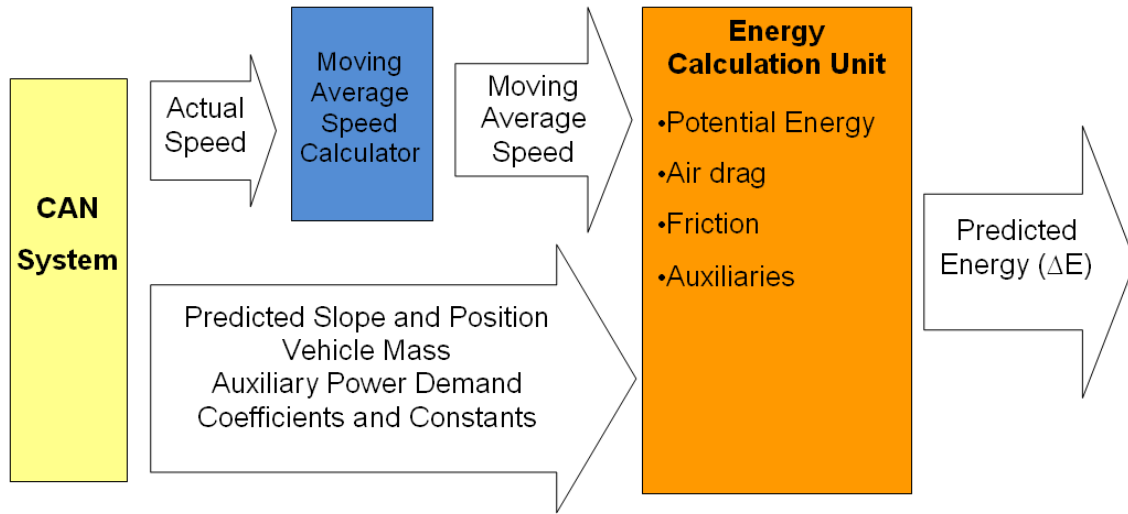 CAN
System
Actual
Speed
Moving
Average
Speed
Calculator
Moving
Average
Speed
Predicted Slope and Position
Vehicle Mass
Auxiliary Power Demand
Coefficients and Constants
Energy
Calculation Unit
•Potential Energy
•Air drag
•Friction
•Auxiliaries
Predicted
Energy (ΔE)